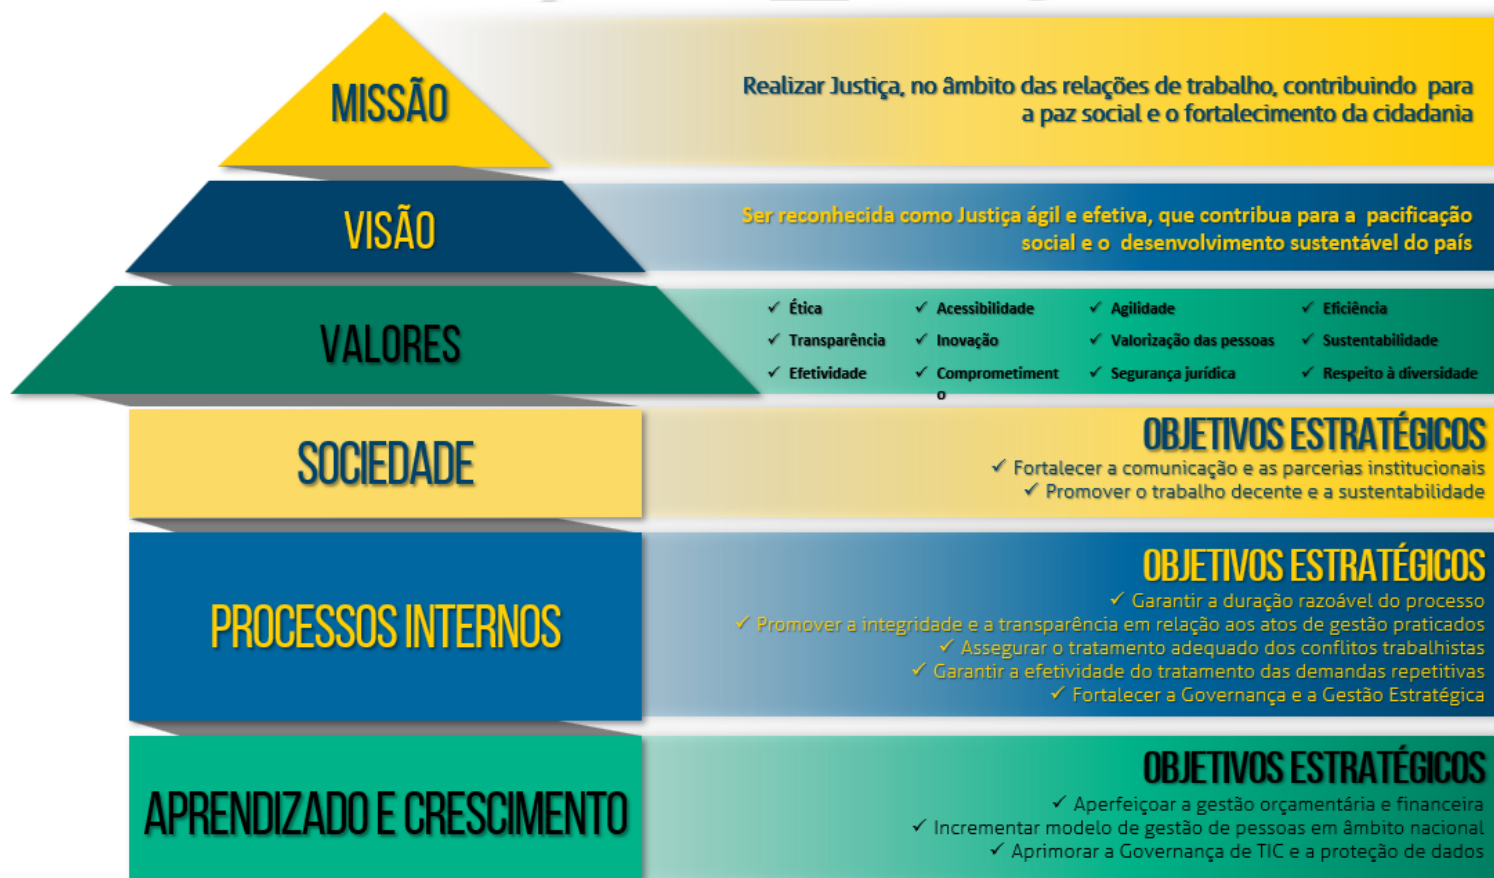 MISSÃO
Realizar Justiça, no âmbito das relações de trabalho, contribuindo para
a paz social e o fortalecimento da cidadania
VISÃO
Ser reconhecida como Justiça ágil e efetiva, que contribua para a pacificação
social e o desenvolvimento sustentável do país
VALORES
✓ Ética
✓ Acessibilidade
✓ Agilidade
✓ Eficiência
✓ Transparência
✓ Inovação
✓ Valorização das pessoas
✓ Sustentabilidade
✓ Efetividade
✓ Comprometiment
o
✓ Segurança jurídica
✓ Respeito à diversidade
SOCIEDADE
OBJETIVOS ESTRATÉGICOS
✓ Fortalecer a comunicação e as parcerias institucionais
✓ Promover o trabalho decente e a sustentabilidade
PROCESSOS INTERNOS
OBJETIVOS ESTRATÉGICOS
✓ Garantir a duração razoável do processo
✓ Promover a integridade e a transparência em relação aos atos de gestão praticados
✓ Assegurar o tratamento adequado dos conflitos trabalhistas
✓ Garantir a efetividade do tratamento das demandas repetitivas
✓ Fortalecer a Governança e a Gestão Estratégica
APRENDIZADO E CRESCIMENTO
OBJETIVOS ESTRATÉGICOS
✓ Aperfeiçoar a gestão orçamentária e financeira
✓ Incrementar modelo de gestão de pessoas em âmbito nacional
✓ Aprimorar a Governança de TIC e a proteção de dados